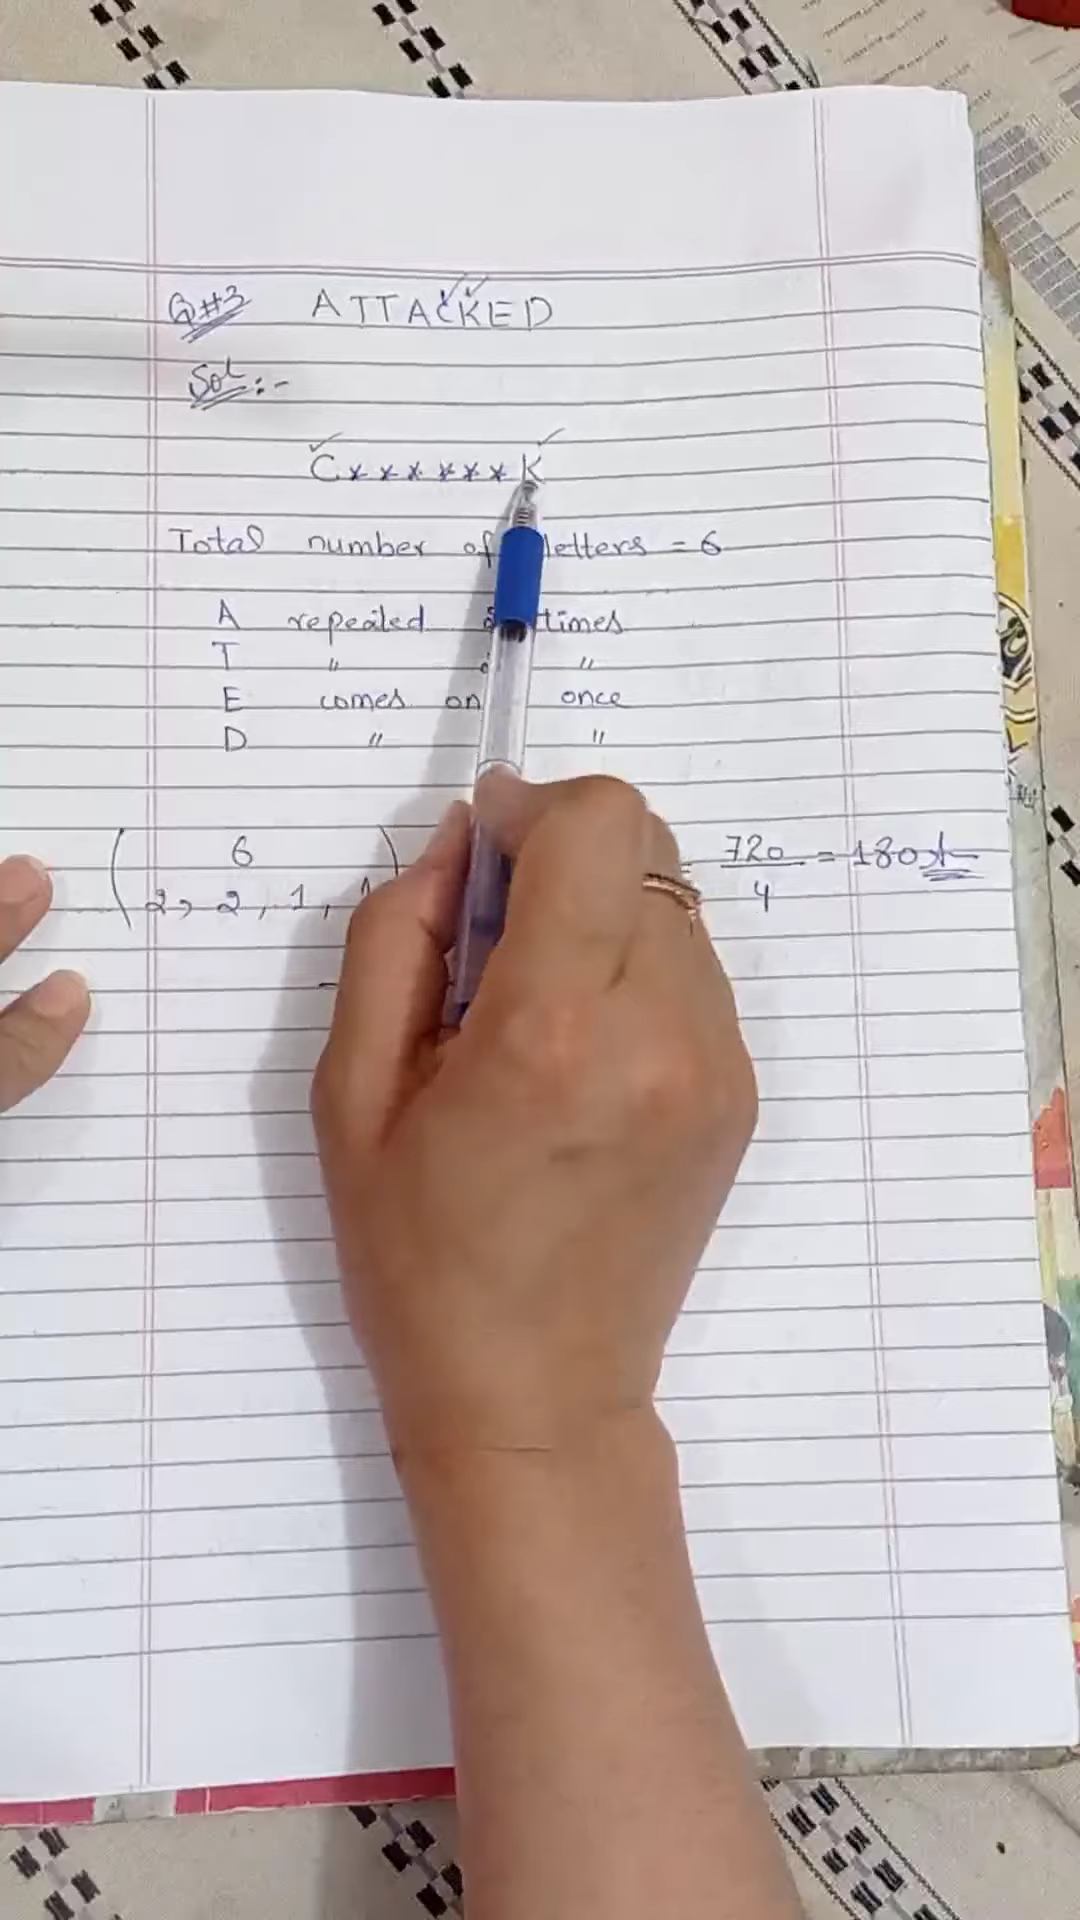 Q#3 ATTACKED
Sol:-
C******K
Total number of letters = 6
A repeated times
T " "
E comes once
D " "
6
2, 2, 1, 1
= 720/4 = 180